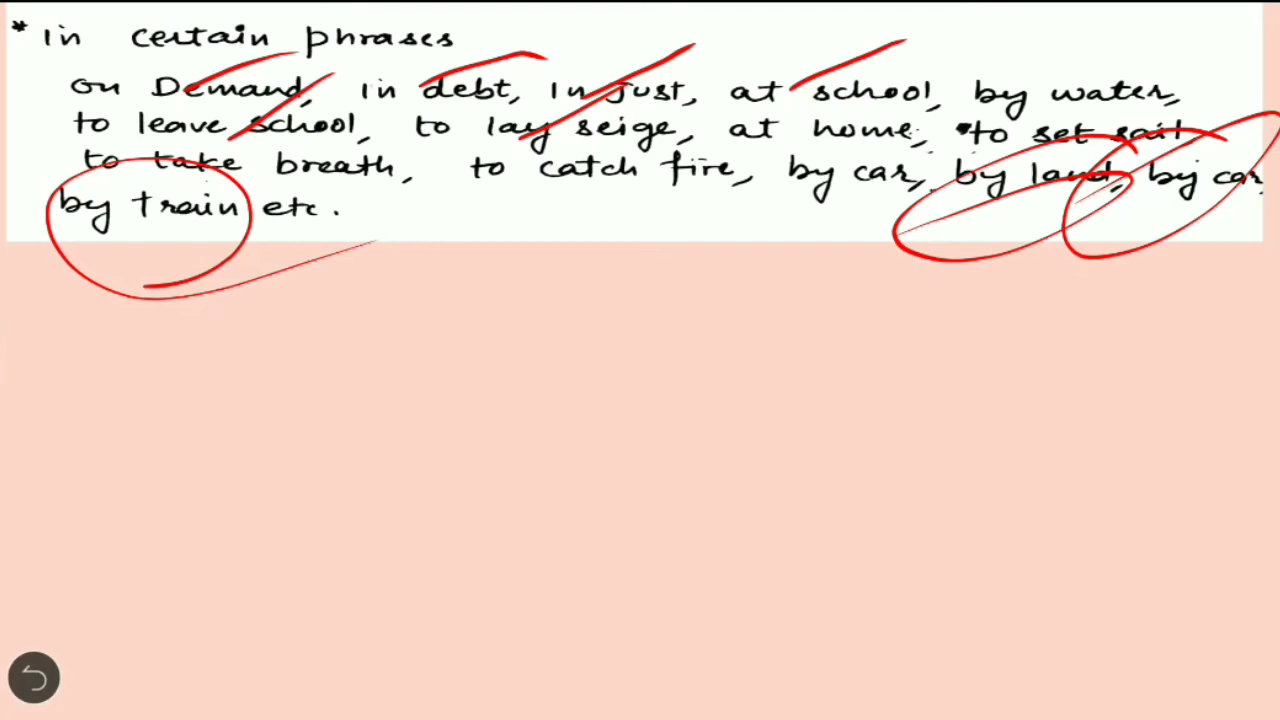 * In certain phrases
on Demand, in debt, In just, at school, by water,
to leave school, to lay seige, at home, to set sail
to take breath, to catch fire, by car, by land, by car,
by train etc.